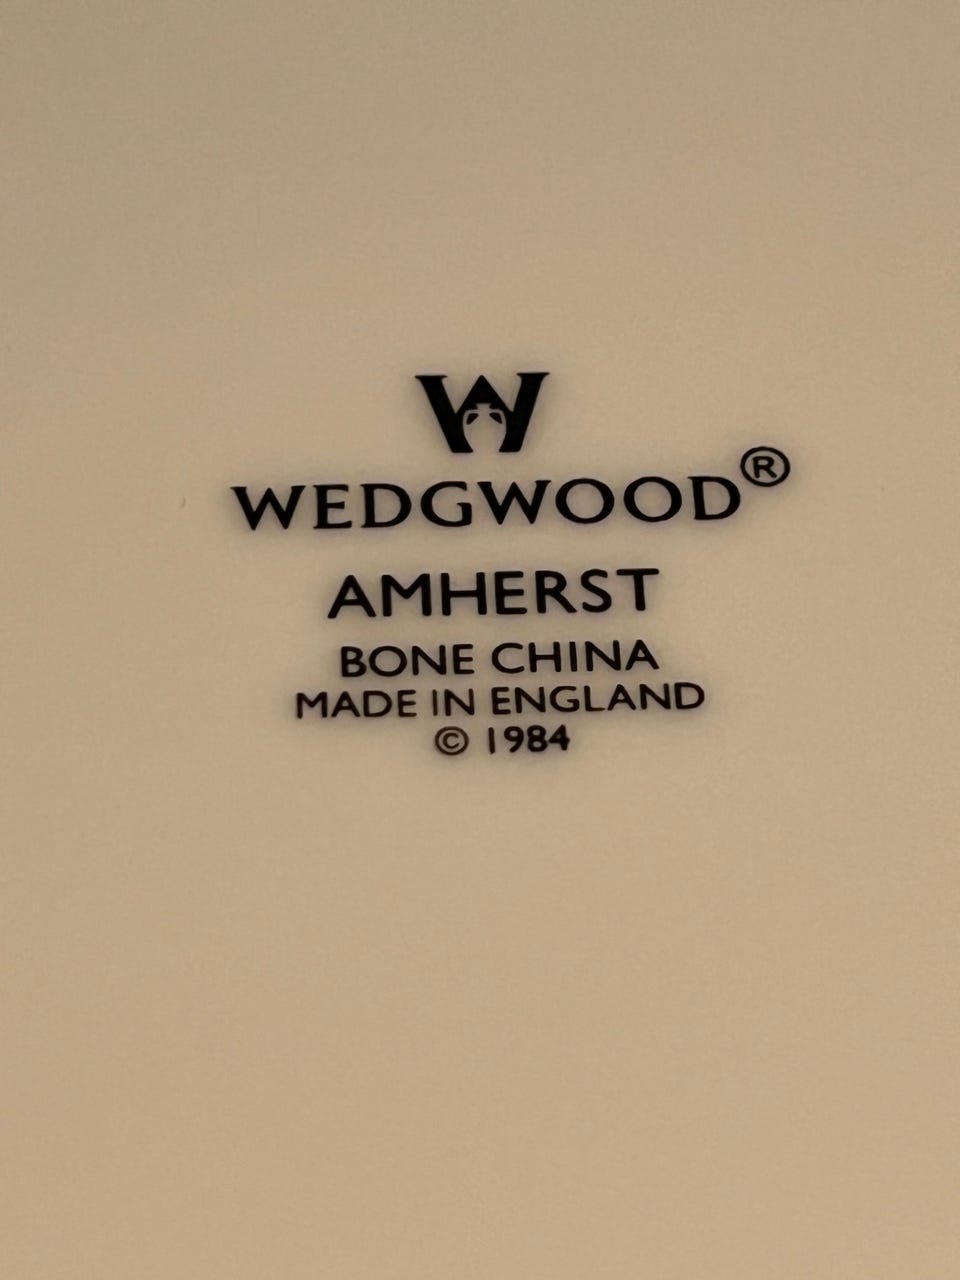 W
WEDGWOOD®
AMHERST
BONE CHINA
MADE IN ENGLAND
© 1984